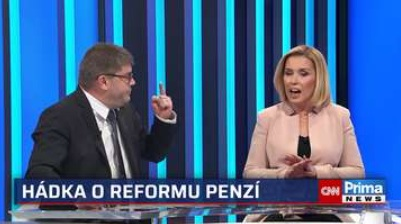 HÁDKA O REFORMU PENZÍ
CNN Prima
NEWS